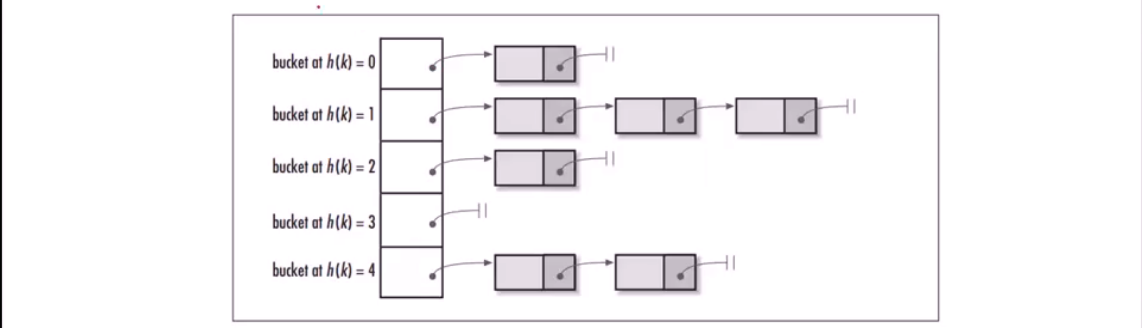 bucket at h(k) = 0
bucket at h(k) = 1
bucket at h(k) = 2
bucket at h(k) = 3
bucket at h(k) = 4